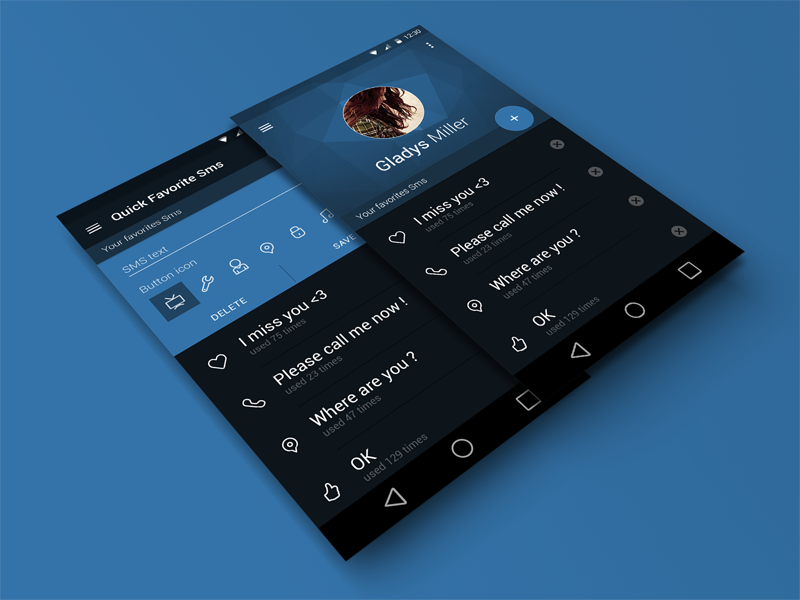 Quick Favorite Sms
Your favorites Sms
SMS text
Button icon
DELETE
SAVE
I miss you <3
used 75 times
Please call me now !
used 23 times
Where are you ?
used 47 times
OK
used 129 times
12:30
Gladys Miller
Your favorites Sms
I miss you <3
used 75 times
Please call me now !
used 23 times
Where are you ?
used 47 times
OK
used 129 times